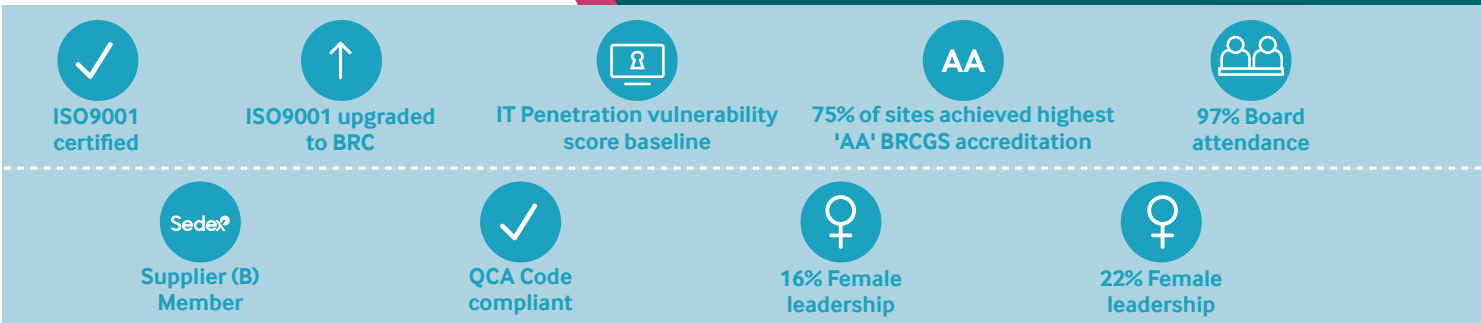 AA
ISO9001
certified
ISO9001 upgraded
to BRC
IT Penetration vulnerability
score baseline
75% of sites achieved highest
'AA' BRCGS accreditation
97% Board
attendance
Sedex
Supplier (B)
Member
QCA Code
compliant
16% Female
leadership
22% Female
leadership